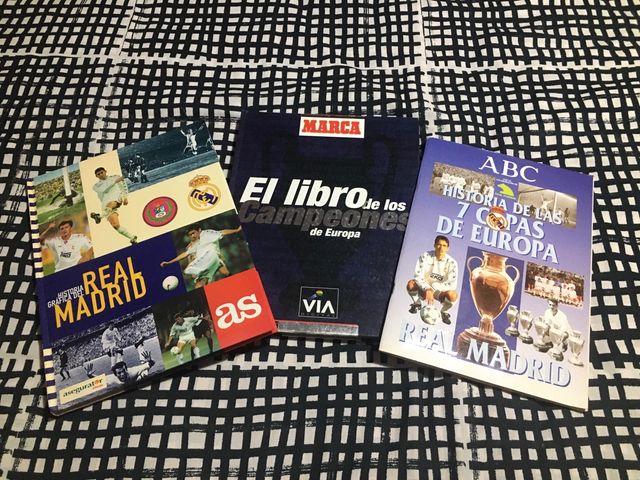 HISTORIA
GRÁFICA DEL
REAL
MADRID
as
asegurator
MARCA
El libro de los
Campeones
de Europa
VIA
ABC
HISTORIA DE LAS
7 COPAS
DE EUROPA
REAL MADRID